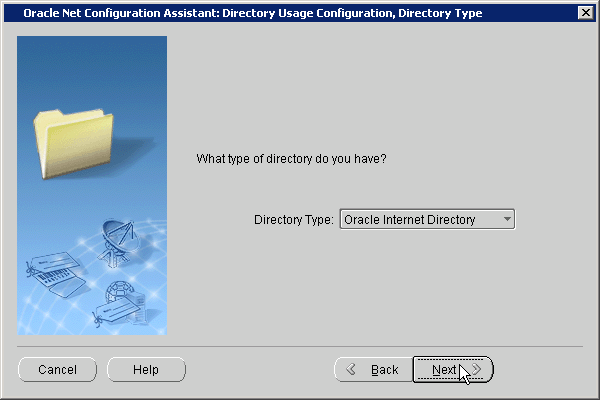 Oracle Net Configuration Assistant: Directory Usage Configuration, Directory Type
What type of directory do you have?
Directory Type: Oracle Internet Directory
Cancel Help Back Next